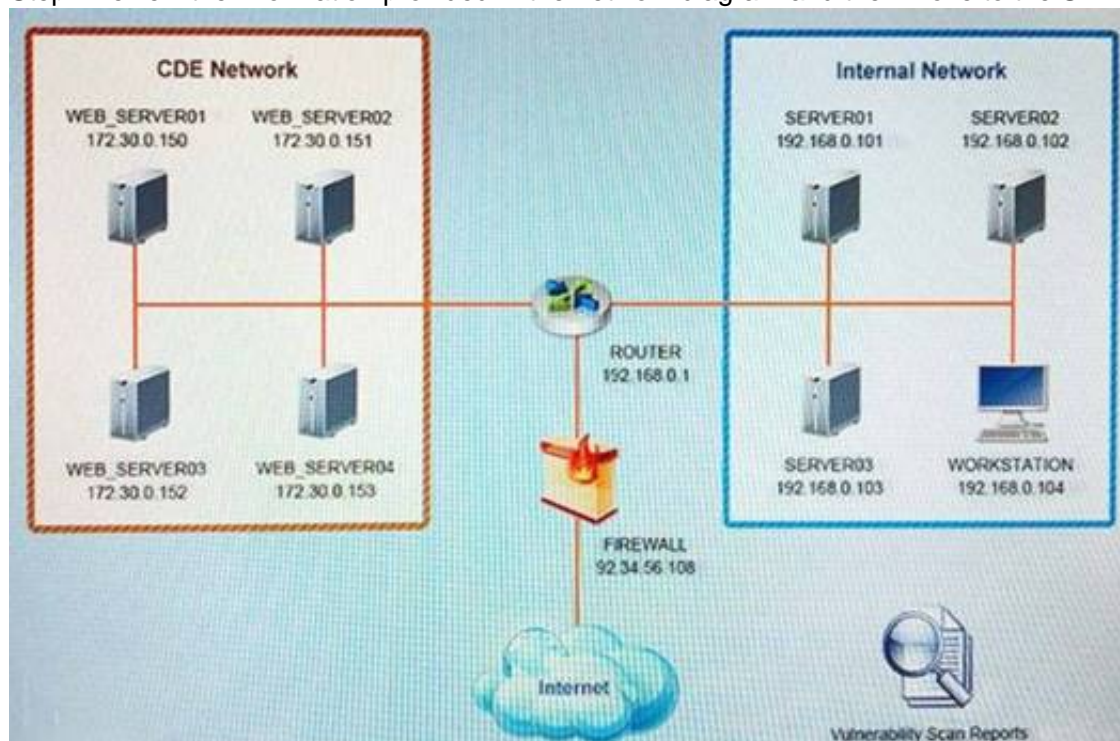 CDE Network
WEB_SERVER01
172.30.0.150
WEB_SERVER02
172.30.0.151
WEB_SERVER03
172.30.0.152
WEB_SERVER04
172.30.0.153
ROUTER
192.168.0.1
FIREWALL
92.34.56.108
Internet
Internal Network
SERVER01
192.168.0.101
SERVER02
192.168.0.102
SERVER03
192.168.0.103
WORKSTATION
192.168.0.104
Vulnerability Scan Reports